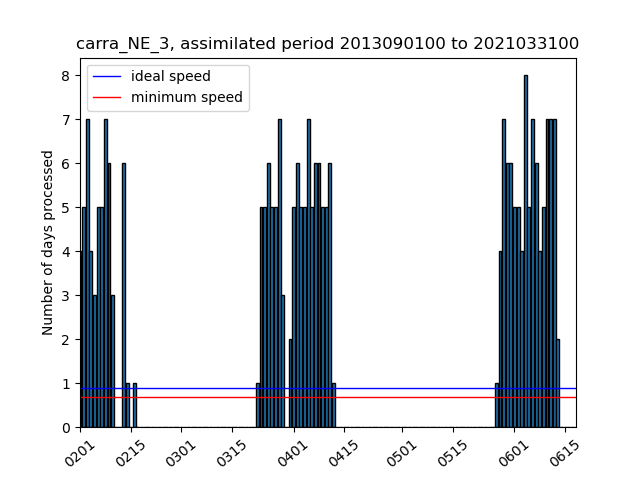 carra_NE_3, assimilated period 2013090100 to 2021033100
ideal speed
minimum speed
Number of days processed
8
7
6
5
4
3
2
1
0
0201 0215 0301 0315 0401 0415 0501 0515 0601 0615